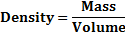 Density = Mass / Volume